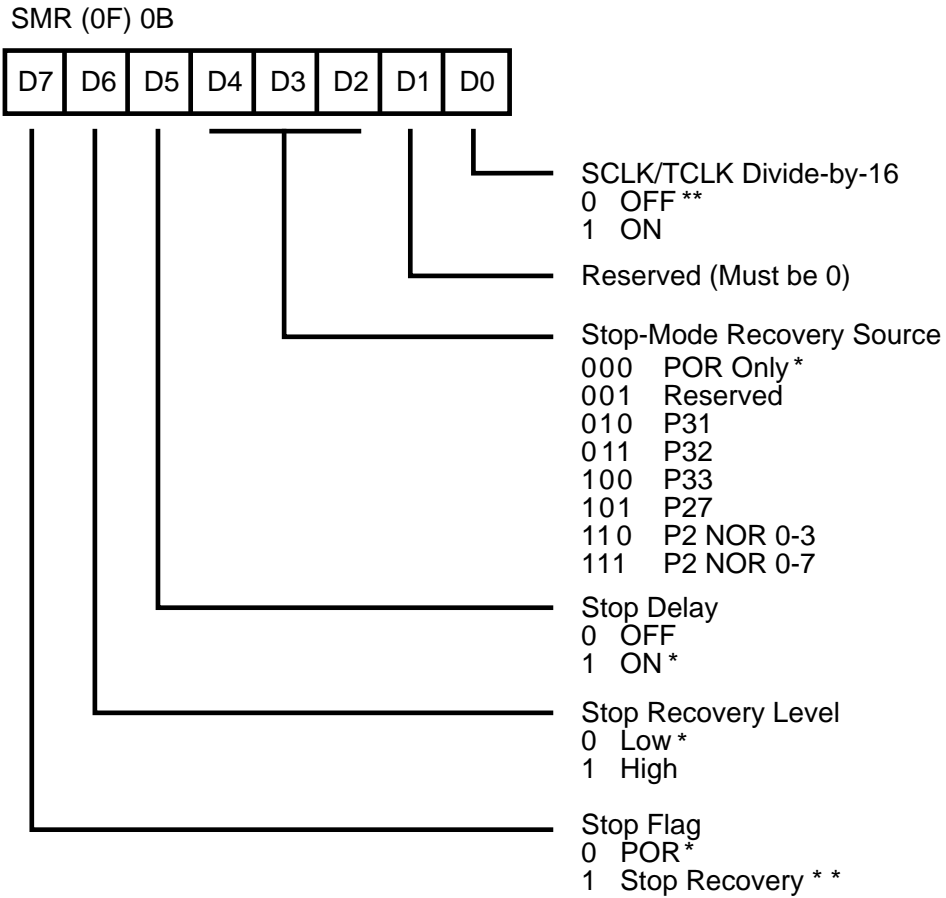 SMR (0F) 0B
D7 D6 D5 D4 D3 D2 D1 D0
SCLK/TCLK Divide-by-16
0 OFF **
1 ON
Reserved (Must be 0)
Stop-Mode Recovery Source
000 POR Only *
001 Reserved
010 P31
011 P32
100 P33
101 P27
110 P2 NOR 0-3
111 P2 NOR 0-7
Stop Delay
0 OFF
1 ON *
Stop Recovery Level
0 Low *
1 High
Stop Flag
0 POR *
1 Stop Recovery * *